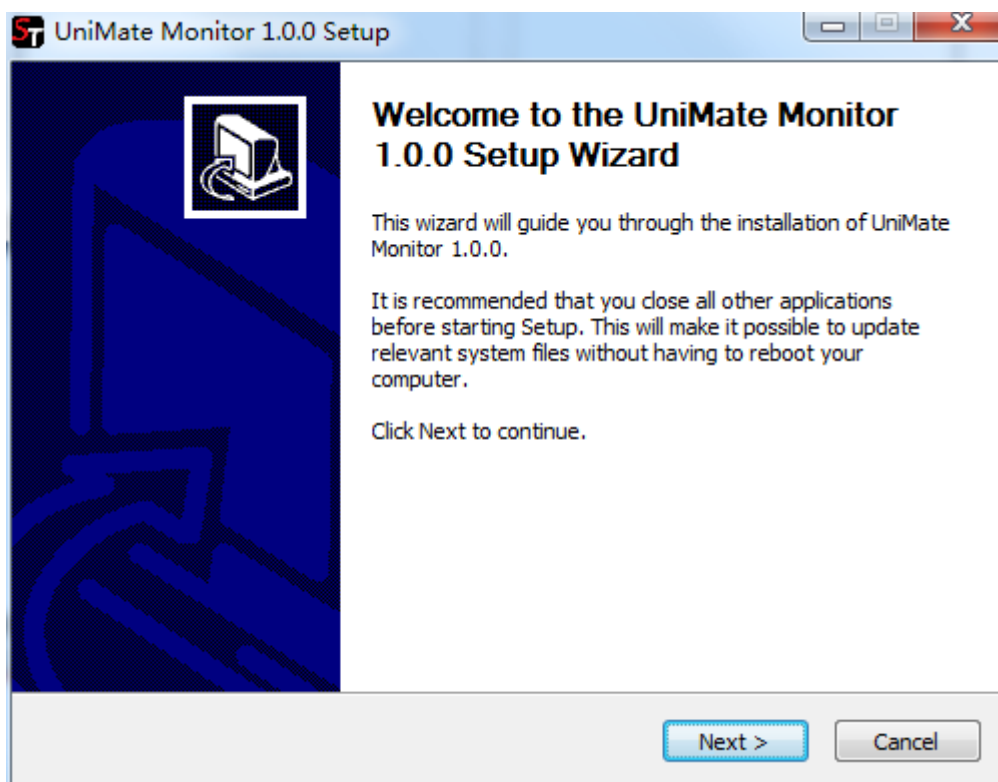 ST UniMate Monitor 1.0.0 Setup
Welcome to the UniMate Monitor
1.0.0 Setup Wizard
This wizard will guide you through the installation of UniMate
Monitor 1.0.0.
It is recommended that you close all other applications
before starting Setup. This will make it possible to update
relevant system files without having to reboot your
computer.
Click Next to continue.
Next >
Cancel